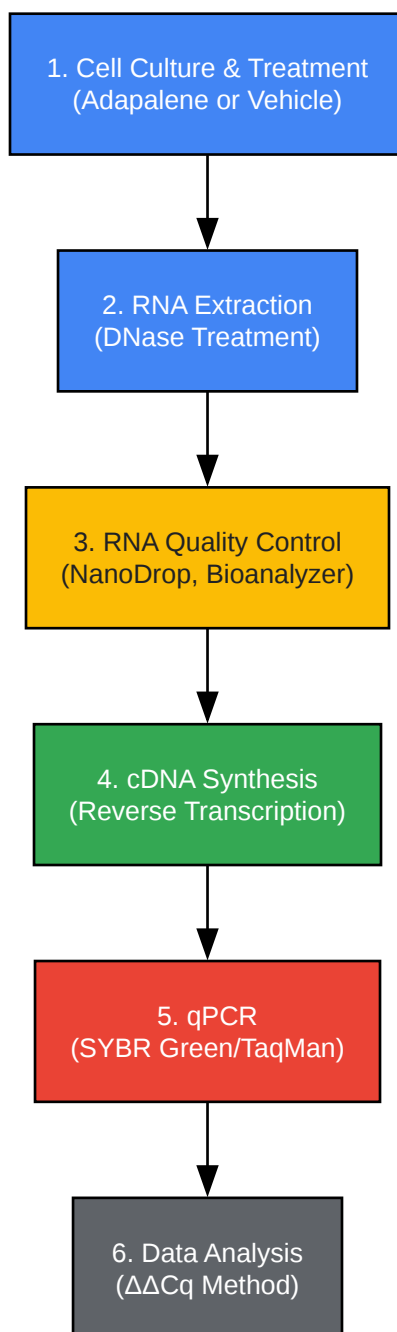 1. Cell Culture & Treatment
(Adapalene or Vehicle)
2. RNA Extraction
(DNase Treatment)
3. RNA Quality Control
(NanoDrop, Bioanalyzer)
4. cDNA Synthesis
(Reverse Transcription)
5. qPCR
(SYBR Green/TaqMan)
6. Data Analysis
(ΔΔCq Method)